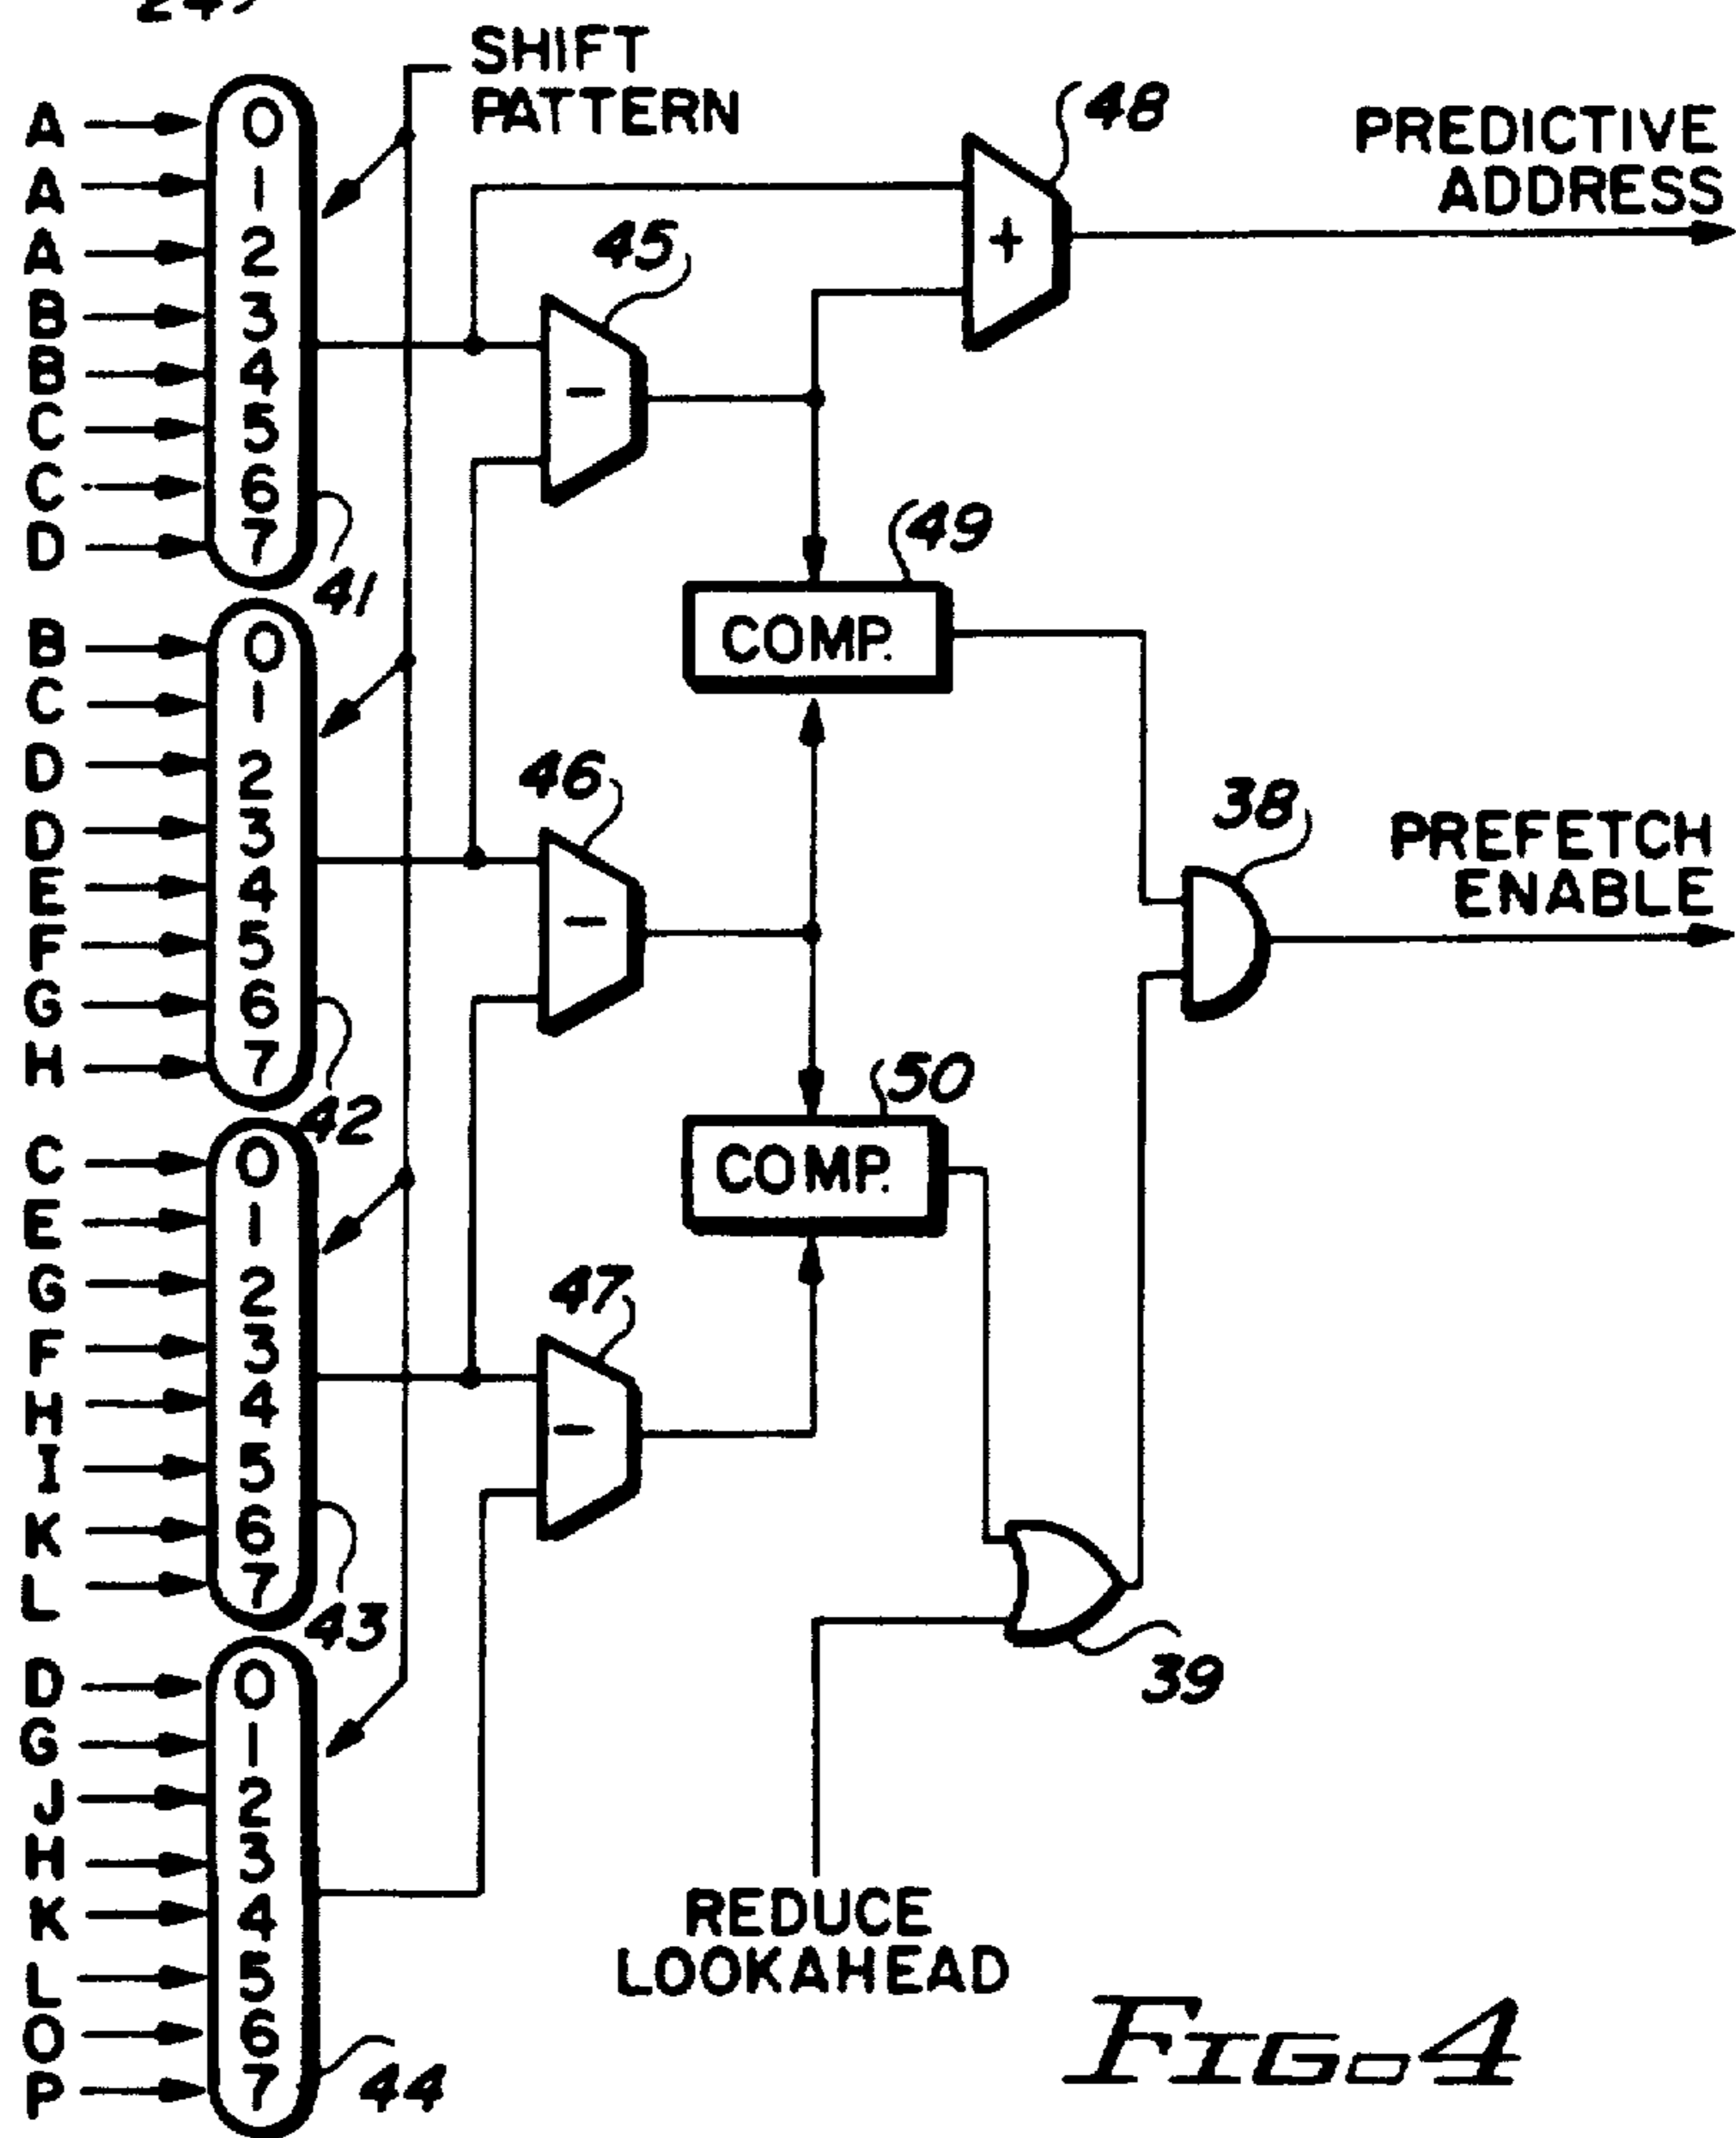 24
SHIFT
PATTERN
48
PREDICTIVE
ADDRESS
A 0
A 1
A 2
B 3
B 4
C 5
C 6
D 7
41
45
+
-
49
COMP.
B 0
C 1
D 2
D 3
E 4
F 5
G 6
H 7
42
46
-
38
PREFETCH
ENABLE
50
COMP.
C 0
E 1
G 2
F 3
H 4
I 5
K 6
L 7
43
47
-
39
D 0
G 1
J 2
H 3
K 4
L 5
O 6
P 7
44
REDUCE
LOOKAHEAD
FIG. 4